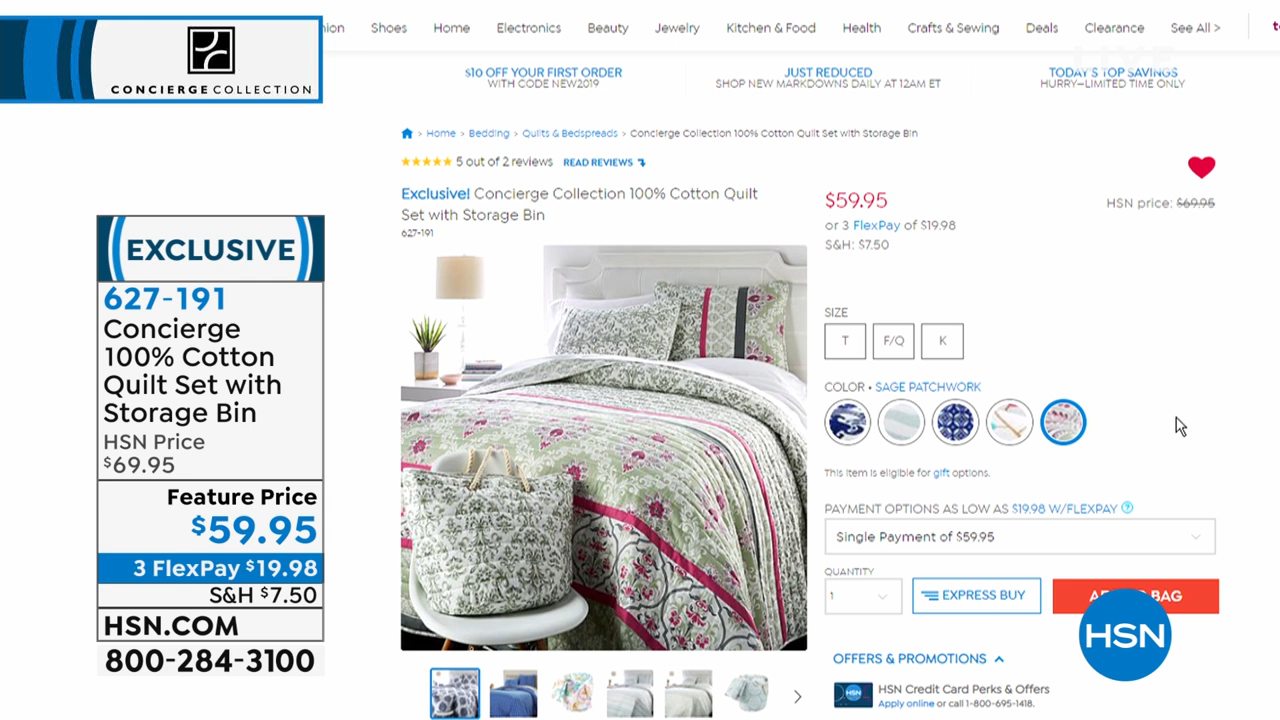 CONCIERGE COLLECTION
Shoes
Home
Electronics
Beauty
Jewelry
Kitchen & Food
Health
Crafts & Sewing
Deals
Clearance
See All >
LIVE
$10 OFF YOUR FIRST ORDER
WITH CODE NEW2019
JUST REDUCED
SHOP NEW MARKDOWNS DAILY AT 12AM ET
TODAY'S TOP SAVINGS
HURRY—LIMITED TIME ONLY
> Home > Bedding > Quilts & Bedspreads > Concierge Collection 100% Cotton Quilt Set with Storage Bin
5 out of 2 reviews READ REVIEWS
Exclusive! Concierge Collection 100% Cotton Quilt
Set with Storage Bin
627-191
$59.95
HSN price: $69.95
or 3 FlexPay of $19.98
S&H: $7.50
SIZE
T
F/Q
K
COLOR • SAGE PATCHWORK
This item is eligible for gift options.
PAYMENT OPTIONS AS LOW AS $19.98 W/FLEXPAY ?
Single Payment of $59.95
QUANTITY
1
EXPRESS BUY
BAG
HSN
OFFERS & PROMOTIONS
HSN
HSN Credit Card Perks & Offers
Apply online or call 1-800-695-1418.
EXCLUSIVE
627-191
Concierge
100% Cotton
Quilt Set with
Storage Bin
HSN Price
$69.95
Feature Price
$59.95
3 FlexPay $19.98
S&H $7.50
HSN.COM
800-284-3100